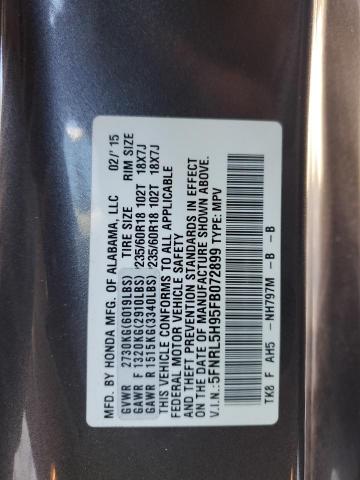 MFD. BY HONDA MFG. OF ALABAMA, LLC 02/'15
TIRE SIZE RIM SIZE
GVWR 2730KG(6019LBS)
GAWR F 1320KG(2910LBS) 235/60R18 102T 18X7J
GAWR R 1515KG(3340LBS) 235/60R18 102T 18X7J
THIS VEHICLE CONFORMS TO ALL APPLICABLE
FEDERAL MOTOR VEHICLE SAFETY
AND THEFT PREVENTION STANDARDS IN EFFECT
ON THE DATE OF MANUFACTURE SHOWN ABOVE.
V.I.N.:5FNRL5H95FB072899 TYPE: MPV
TK8 F AH5 -NH797M -B -B